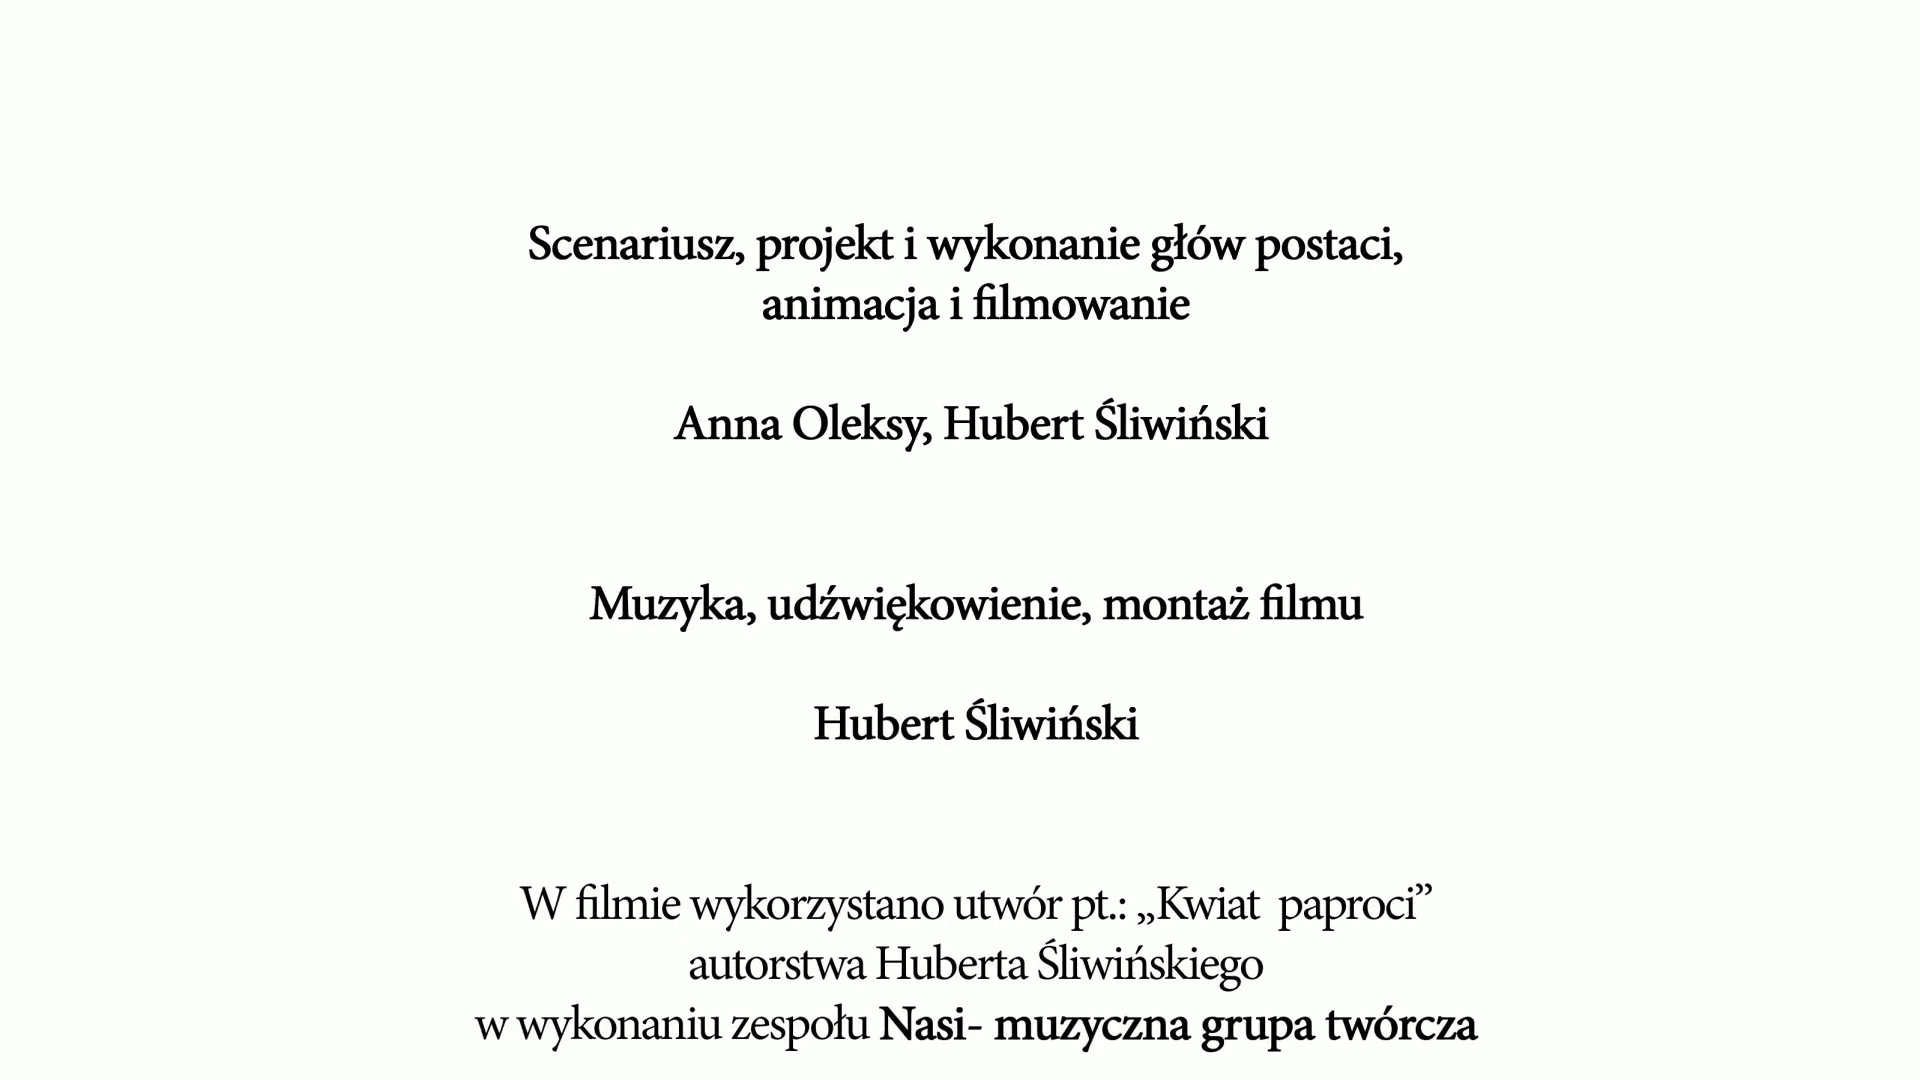 Scenariusz, projekt i wykonanie głów postaci,
animacja i filmowanie
Anna Oleksy, Hubert Śliwiński
Muzyka, udźwiękowienie, montaż filmu
Hubert Śliwiński
W filmie wykorzystano utwór pt.: „Kwiat  paproci”
autorstwa Huberta Śliwińskiego
w wykonaniu zespołu Nasi- muzyczna grupa twórcza